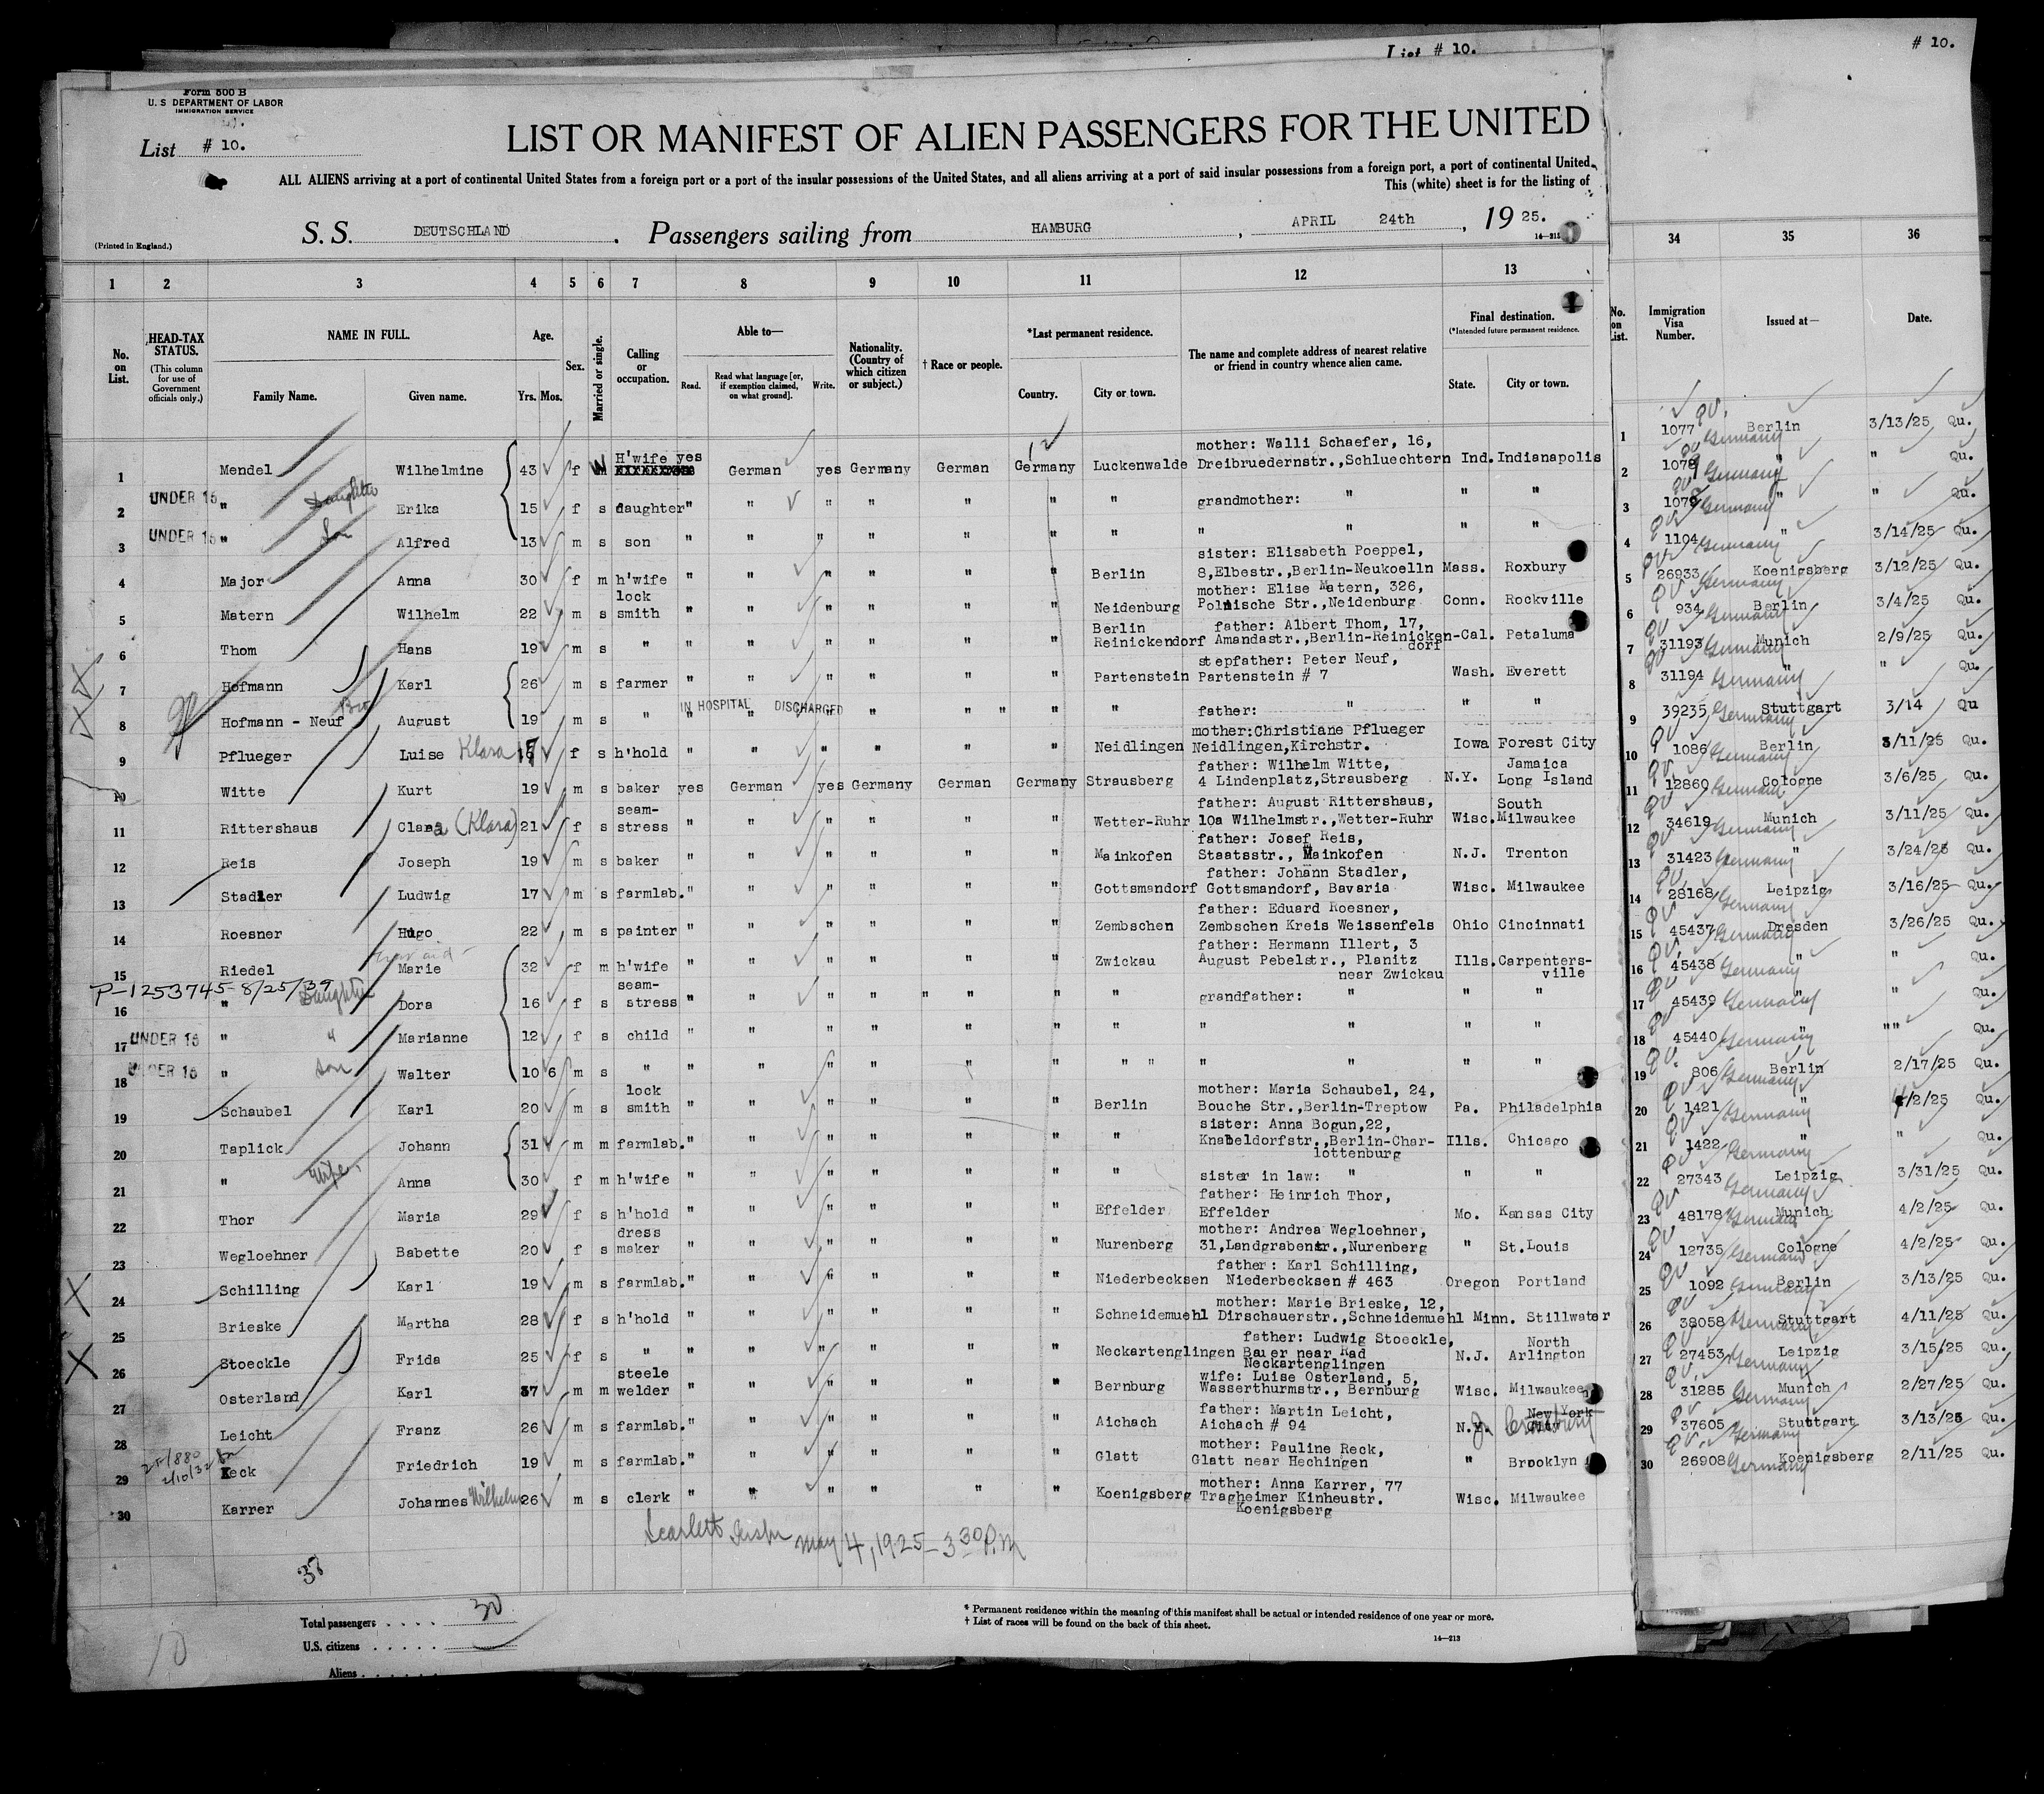 List # 10.
# 10.
Form 500 B
U. S DEPARTMENT OF LABOR
IMMIGRATION SERVICE
List # 10.
LIST OR MANIFEST OF ALIEN PASSENGERS FOR THE UNITED
ALL ALIENS arriving at a port of continental United States from a foreign port or a port of the insular possessions of the United States, and all aliens arriving at a port of said insular possessions from a foreign port, a port of continental United
This (white) sheet is for the listing of
S. S. DEUTSCHLAND. Passengers sailing from HAMBURG, APRIL 24th, 1925.
(Printed in England.)
1 2 3 4 5 6 7 8 9 10 11 12 13 34 35 36
No. on List. HEAD-TAX STATUS. (This column for use of Government officials only.) NAME IN FULL. Family Name. Given name. Age. Yrs. Mos. Sex. Married or single. Calling or occupation. Able to— Read. Read what language [or, if exemption claimed, on what ground]. Write. Nationality. (Country of which citizen or subject.) † Race or people. *Last permanent residence. Country. City or town. The name and complete address of nearest relative or friend in country whence alien came. Final destination. (*Intended future permanent residence. State. City or town. No. on List. Immigration Visa Number. Issued at— Date.
1 Mendel Wilhelmine 43 f H'wife yes German yes Germany German Germany Luckenwalde mother: Walli Schaefer, 16, Dreibruedernstr.,Schluechtern Ind. Indianapolis 1 1077 Germany Berlin 3/13/25 Qu.
2 UNDER 16 " Daughter Erika 15 f s daughter " " " " " " " grandmother: " " " 2 1078 Germany " " Qu.
3 UNDER 16 " Son Alfred 13 m s son " " " " " " " " " " " 3 1079 Germany " " Qu.
4 Major Anna 30 f m h'wife " " " " " " Berlin sister: Elisabeth Poeppel, 8,Elbestr.,Berlin-Neukoelln Mass. Roxbury 4 1104 Germany " 3/14/25 Qu.
5 Matern Wilhelm 22 m s lock smith " " " " " " Neidenburg mother: Elise Matern, 326, Polnische Str.,Neidenburg Conn. Rockville 5 26933 Germany Koenigsberg 3/12/25 Qu.
6 Thom Hans 19 m s " " " " " " " Berlin Reinickendorf father: Albert Thom, 17, Amandastr.,Berlin-Reinickendorf Cal. Petaluma 6 934 Germany Berlin 3/4/25 Qu.
7 Hofmann Karl 26 m s farmer " " " " " " Partenstein stepfather: Peter Neuf, Partenstein # 7 Wash. Everett 7 31193 Germany Munich 2/9/25 Qu.
IN HOSPITAL DISCHARGED
8 Hofmann - Neuf Bro August 19 m s " " " " " " " " father: " " " 8 31194 Germany " " Qu.
9 Pflueger Luise Klara 18 f s h'hold " " " " " " Neidlingen mother:Christiane Pflueger Neidlingen,Kirchstr. Iowa Forest City 9 39235 Germany Stuttgart 3/14 Qu
10 Witte Kurt 19 m s baker yes German yes Germany German Germany Strausberg father: Wilhelm Witte, 4 Lindenplatz,Strausberg N.Y. Jamaica Long Island 10 1086 Germany Berlin 3/11/25 Qu.
11 Rittershaus Clara (Klara) 21 f s seam-stress " " " " " " Wetter-Ruhr father: August Rittershaus, 10a Wilhelmstr.,Wetter-Ruhr Wisc. South Milwaukee 11 12860 Germany Cologne 3/6/25 Qu.
12 Reis Joseph 19 m s baker " " " " " " Mainkofen father: Josef Reis, Staatsstr., Mainkofen N.J. Trenton 12 34619 Germany Munich 3/11/25 Qu.
13 Stadler Ludwig 17 m s farmlab. " " " " " " Gottsmandorf father: Johann Stadler, Gottsmandorf, Bavaria Wisc. Milwaukee 13 31423 Germany " 3/24/25 Qu.
14 Roesner Hugo 22 m s painter " " " " " " Zembschen father: Eduard Roesner, Zembschen Kreis Weissenfels Ohio Cincinnati 14 28168 Germany Leipzig 3/16/25 Qu.
15 Riedel Marie 32 f m h'wife " " " " " " Zwickau father: Hermann Illert, 3 August Pebelstr., Planitz near Zwickau Ills. Carpenters-ville 15 45437 Germany Dresden 3/26/25 Qu.
P-1253745-8/25/39
16 " Daughter Dora 16 f s seam-stress " " " " " " " grandfather: " " " 16 45438 Germany " " Qu.
17 UNDER 16 " " Marianne 12 f s child " " " " " " " " " " " 17 45439 Germany " " Qu.
18 UNDER 16 " son Walter 10 6 m s " " " " " " " " " " " " " 18 45440 Germany " "" Qu.
19 Schaubel Karl 20 m s lock smith " " " " " " Berlin mother: Maria Schaubel, 24, Bouche Str.,Berlin-Treptow Pa. Philadelphia 19 806 Germany Berlin 2/17/25 Qu.
20 Taplick Johann 31 m m farmlab. " " " " " " " sister: Anna Bogun,22, Knabeldorfstr.,Berlin-Char-lottenburg Ills. Chicago 20 1421 Germany " 4/2/25 Qu.
21 " Wife Anna 30 f m h'wife " " " " " " " sister in law: " " " 21 1422 Germany " " Qu.
22 Thor Maria 29 f s h'hold " " " " " " Effelder father: Heinrich Thor, Effelder Mo. Kansas City 22 27343 Germany Leipzig 3/31/25 Qu.
23 Wegloehner Babette 20 f s dress maker " " " " " " Nurenberg mother: Andrea Wegloehner, 31,Landgrabenstr.,Nurenberg " St.Louis 23 48178 Germany Munich 4/2/25 Qu.
24 Schilling Karl 19 m s farmlab. " " " " " " Niederbecksen father: Karl Schilling, Niederbecksen # 463 Oregon Portland 24 12735 Germany Cologne 4/2/25 Qu.
25 Brieske Martha 28 f s h'hold " " " " " " Schneidemuehl mother: Marie Brieske, 12, Dirschauerstr.,Schneidemuehl Minn. Stillwater 25 1092 Germany Berlin 3/13/25 Qu.
26 Stoeckle Frida 25 f s " " " " " " " Neckartenglingen father: Ludwig Stoeckle, Bauer near Rad Neckartenglingen N.J. North Arlington 26 38058 Germany Stuttgart 4/11/25 Qu.
27 Osterland Karl 37 m m steele welder " " " " " " Bernburg wife: Luise Osterland, 5, Wasserthurmstr., Bernburg Wisc. Milwaukee 27 27453 Germany Leipzig 3/15/25 Qu.
28 Leicht Franz 26 m s farmlab. " " " " " " Aichach father: Martin Leicht, Aichach # 94 N.Y. New York City 28 31285 Germany Munich 2/27/25 Qu.
29 Keck Friedrich 19 m s farmlab. " " " " " " Glatt mother: Pauline Reck, Glatt near Hechingen " Brooklyn 29 37605 Germany Stuttgart 3/13/25 Qu.
30 Karrer Johannes Wilhelm 26 m s clerk " " " " " " Koenigsberg mother: Anna Karrer, 77 Tragheimer Kinheustr. Koenigsberg Wisc. Milwaukee 30 26908 Germany Koenigsberg 2/11/25 Qu.
Scarlett Inspr May 4, 1925 - 3 30 P.M
38
Total passengers . . . . 30
U.S. citizens . . . . .
Aliens . . . . . .
10
* Permanent residence within the meaning of this manifest shall be actual or intended residence of one year or more.
† List of races will be found on the back of this sheet.
14—213